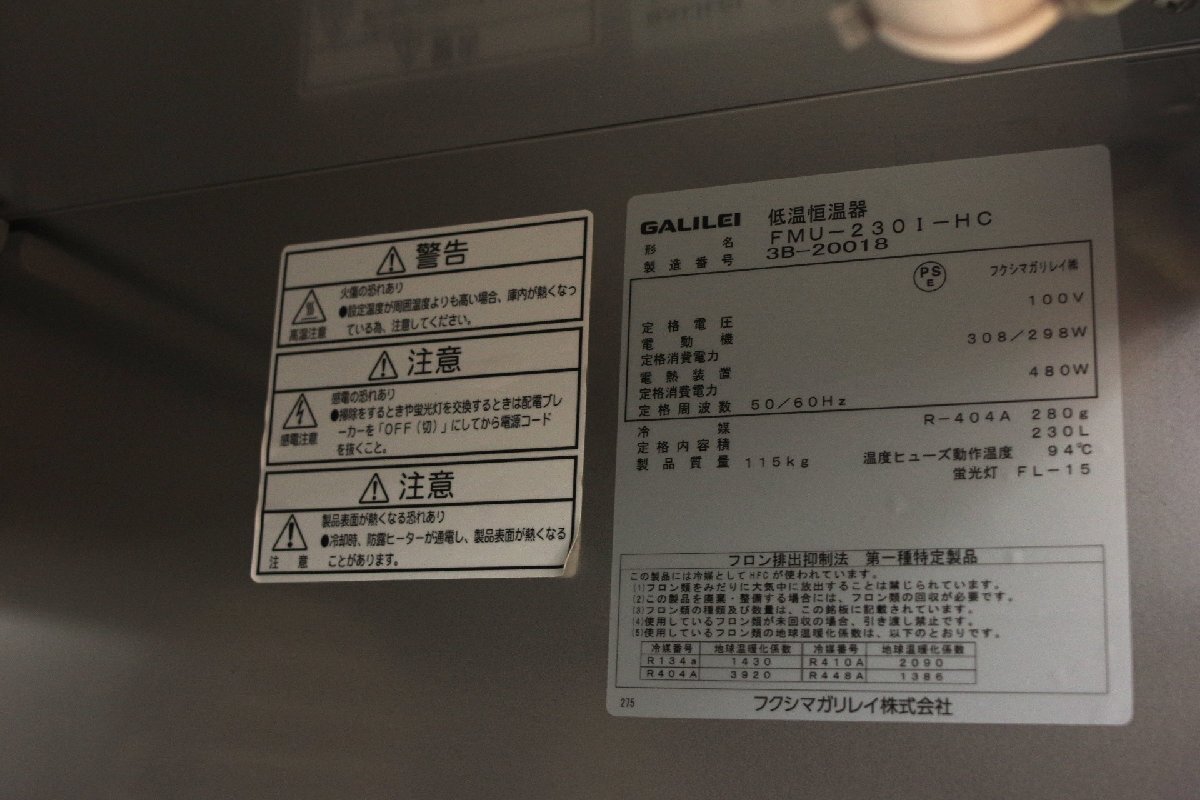 警告
高温注意
火傷の恐れあり
●設定温度が周囲温度よりも高い場合、庫内が熱くなっ
ている為、注意してください。
注意
感電注意
感電の恐れあり
●掃除をするときや蛍光灯を交換するときは配電ブレ
ーカーを「OFF(切)」にしてから電源コード
を抜くこと。
注意
注意
製品表面が熱くなる恐れあり
●冷却時、防露ヒーターが通電し、製品表面が熱くなる
ことがあります。
GALILEI 低温恒温器
形名 FMU-230I-HC
製造番号 3B-20018
PS E フクシマガリレイ㈱
定格電圧 100V
電動機
定格消費電力 308/298W
電熱装置
定格消費電力 480W
定格周波数 50/60Hz
冷媒 R-404A 280g
定格内容積 230L
製品質量 115kg 温度ヒューズ動作温度 94℃
蛍光灯 FL-15
フロン排出抑制法 第一種特定製品
この製品には冷媒としてHFCが使われています。
(1)フロン類をみだりに大気中に放出することは禁じられています。
(2)この製品を廃棄・整備する場合には、フロン類の回収が必要です。
(3)フロン類の種類及び数量は、この銘板に記載されています。
(4)使用しているフロン類が未回収の場合、引き渡し禁止です。
(5)使用しているフロン類の地球温暖化係数は、以下のとおりです。
冷媒番号 地球温暖化係数 冷媒番号 地球温暖化係数
R134a 1430 R410A 2090
R404A 3920 R448A 1386
275 フクシマガリレイ株式会社